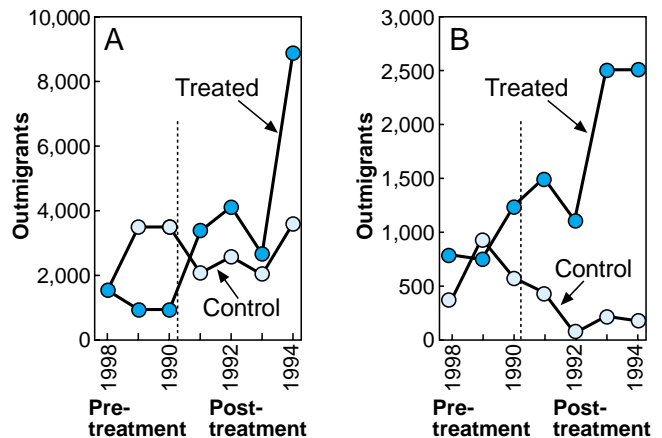 A
Outmigrants
10,000
8,000
6,000
4,000
2,000
0
Treated
Control
1998
1990
1992
1994
Pre-
treatment
Post-
treatment
B
Outmigrants
3,000
2,500
2,000
1,500
1,000
500
0
Treated
Control
1998
1990
1992
1994
Pre-
treatment
Post-
treatment